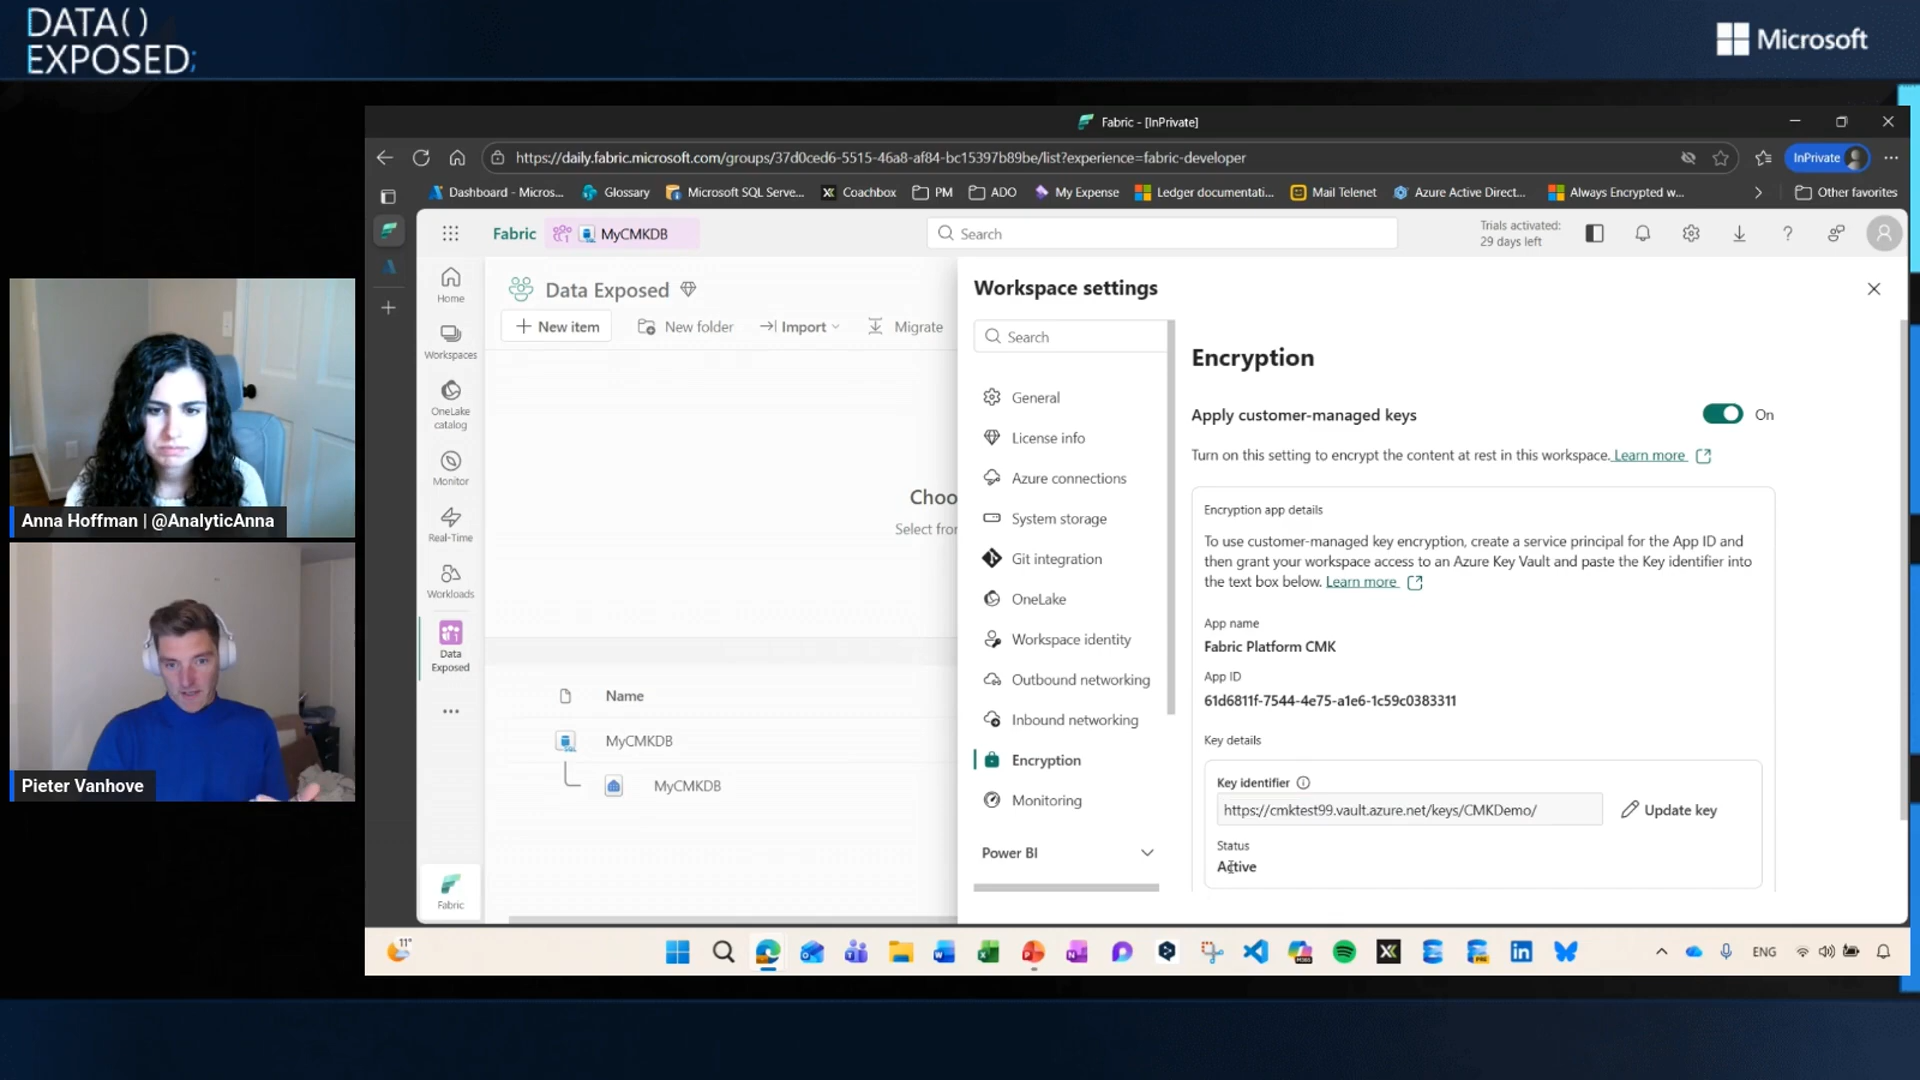 DATA()
EXPOSED;
Microsoft
Fabric - [InPrivate]
https://daily.fabric.microsoft.com/groups/37d0ced6-5515-46a8-af84-bc15397b89be/list?experience=fabric-developer
InPrivate
Dashboard - Micros...
Glossary
Microsoft SQL Serve...
Coachbox
PM
ADO
My Expense
Ledger documentati...
Mail Telenet
Azure Active Direct...
Always Encrypted w...
Other favorites
Fabric
MyCMKDB
Search
Trials activated:
29 days left
Home
Workspaces
OneLake
catalog
Monitor
Real-Time
Workloads
Data
Exposed
Fabric
Data Exposed
New item
New folder
Import
Migrate
Choo
Select fron
Name
MyCMKDB
MyCMKDB
Workspace settings
Search
General
License info
Azure connections
System storage
Git integration
OneLake
Workspace identity
Outbound networking
Inbound networking
Encryption
Monitoring
Power BI
Encryption
Apply customer-managed keys
On
Turn on this setting to encrypt the content at rest in this workspace. Learn more
Encryption app details
To use customer-managed key encryption, create a service principal for the App ID and
then grant your workspace access to an Azure Key Vault and paste the Key identifier into
the text box below. Learn more
App name
Fabric Platform CMK
App ID
61d6811f-7544-4e75-a1e6-1c59c0383311
Key details
Key identifier
https://cmktest99.vault.azure.net/keys/CMKDemo/
Update key
Status
Active
Anna Hoffman | @AnalyticAnna
Pieter Vanhove
11°
ENG